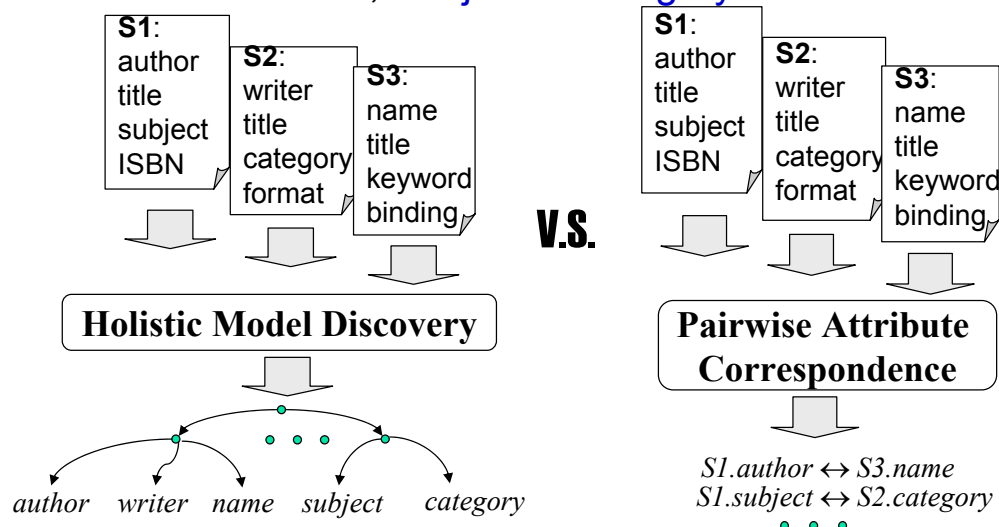 S1:
author
title
subject
ISBN
S2:
writer
title
category
format
S3:
name
title
keyword
binding
V.S.
S1:
author
title
subject
ISBN
S2:
writer
title
category
format
S3:
name
title
keyword
binding
Holistic Model Discovery
Pairwise Attribute
Correspondence
author writer name subject category
S1.author ↔ S3.name
S1.subject ↔ S2.category